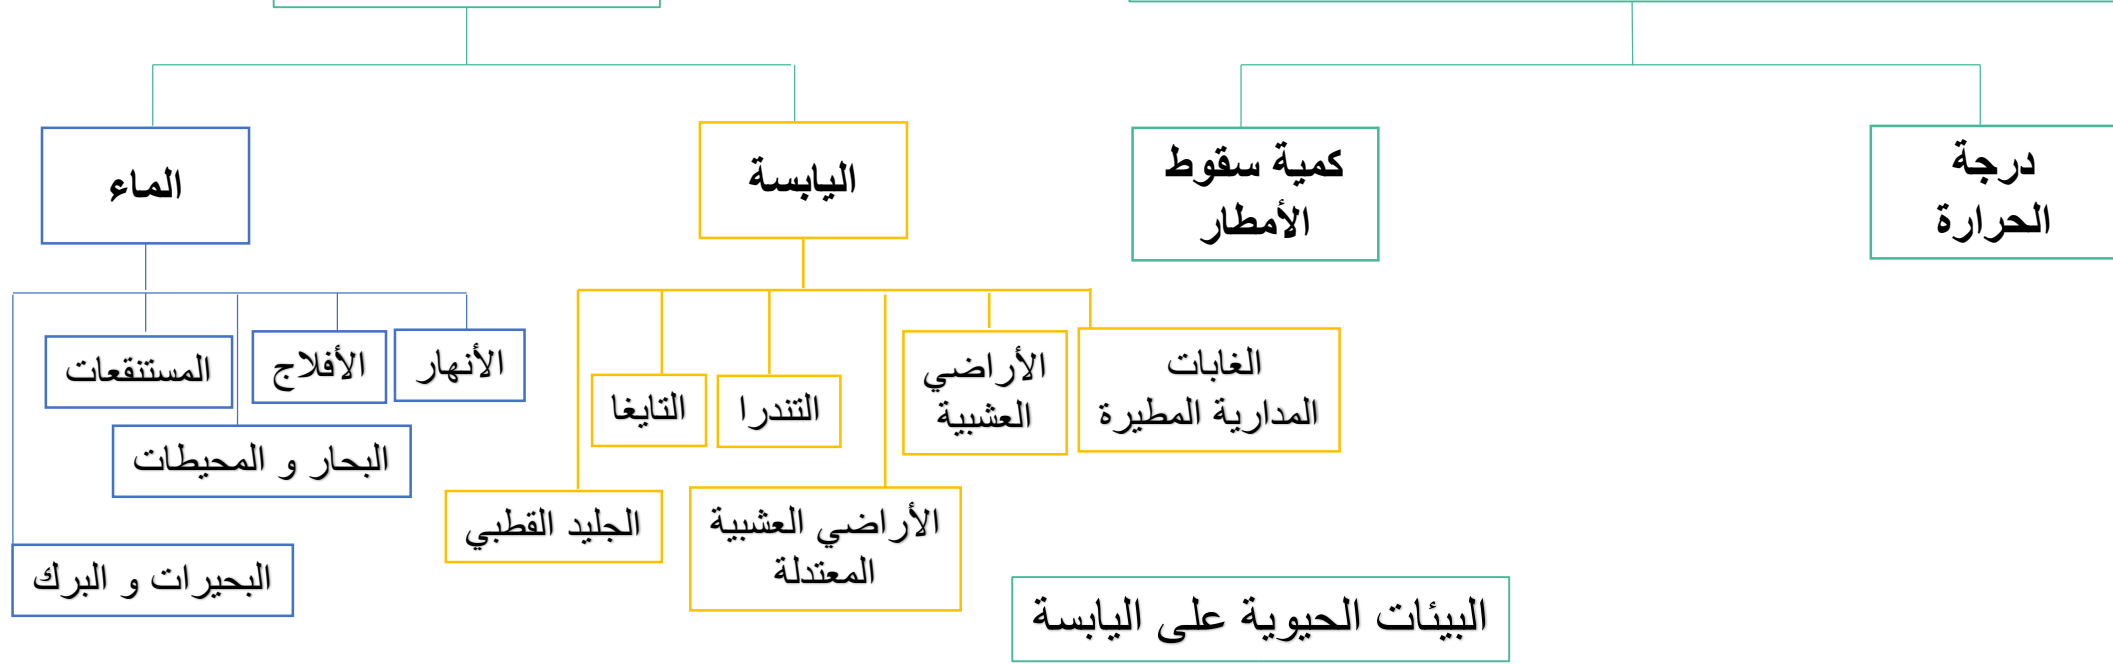 درجة
الحرارة
كمية سقوط
الأمطار
اليابسة
الماء
الغابات
المدارية المطيرة
الأراضي
العشبية
التندرا
التايغا
الأراضي العشبية
المعتدلة
الجليد القطبي
الأنهار
الأفلاج
المستنقعات
البحار و المحيطات
البحيرات و البرك
البيئات الحيوية على اليابسة